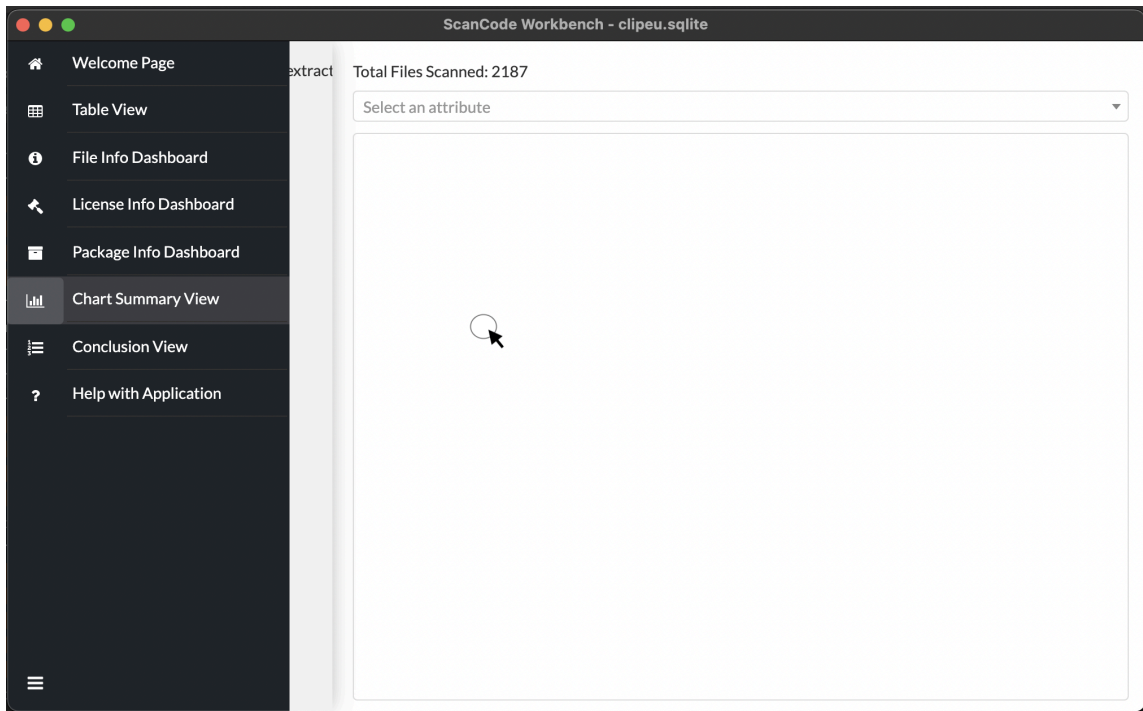 ScanCode Workbench - clipeu.sqlite
Welcome Page
Table View
File Info Dashboard
License Info Dashboard
Package Info Dashboard
Chart Summary View
Conclusion View
Help with Application
extract
Total Files Scanned: 2187
Select an attribute